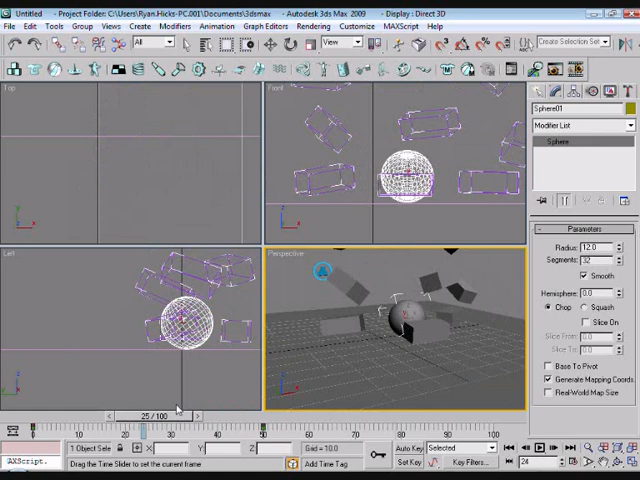 Untitled - Project Folder: C:\Users\Ryan.Hicks-PC.001\Documents\3dsmax - Autodesk 3ds Max 2009 - Display : Direct 3D
File Edit Tools Group Views Create Modifiers Animation Graph Editors Rendering Customize MAXScript Help
All View Create Selection Set
Top Front
Left Perspective
Sphere01
Modifier List
Sphere
Parameters
Radius: 12.0
Segments: 32
Smooth
Hemisphere: 0.0
Chop Squash
Slice On
Slice From:
Slice To:
Base To Pivot
Generate Mapping Coords.
Real-World Map Size
25 / 100
0 10 20 30 40 50 60 70 80 90 100
1 Object Sele X: Y: Z: Grid = 10.0 Auto Key Selected
AXScript. Drag the Time Slider to set the current frame Add Time Tag Set Key Key Filters... 24